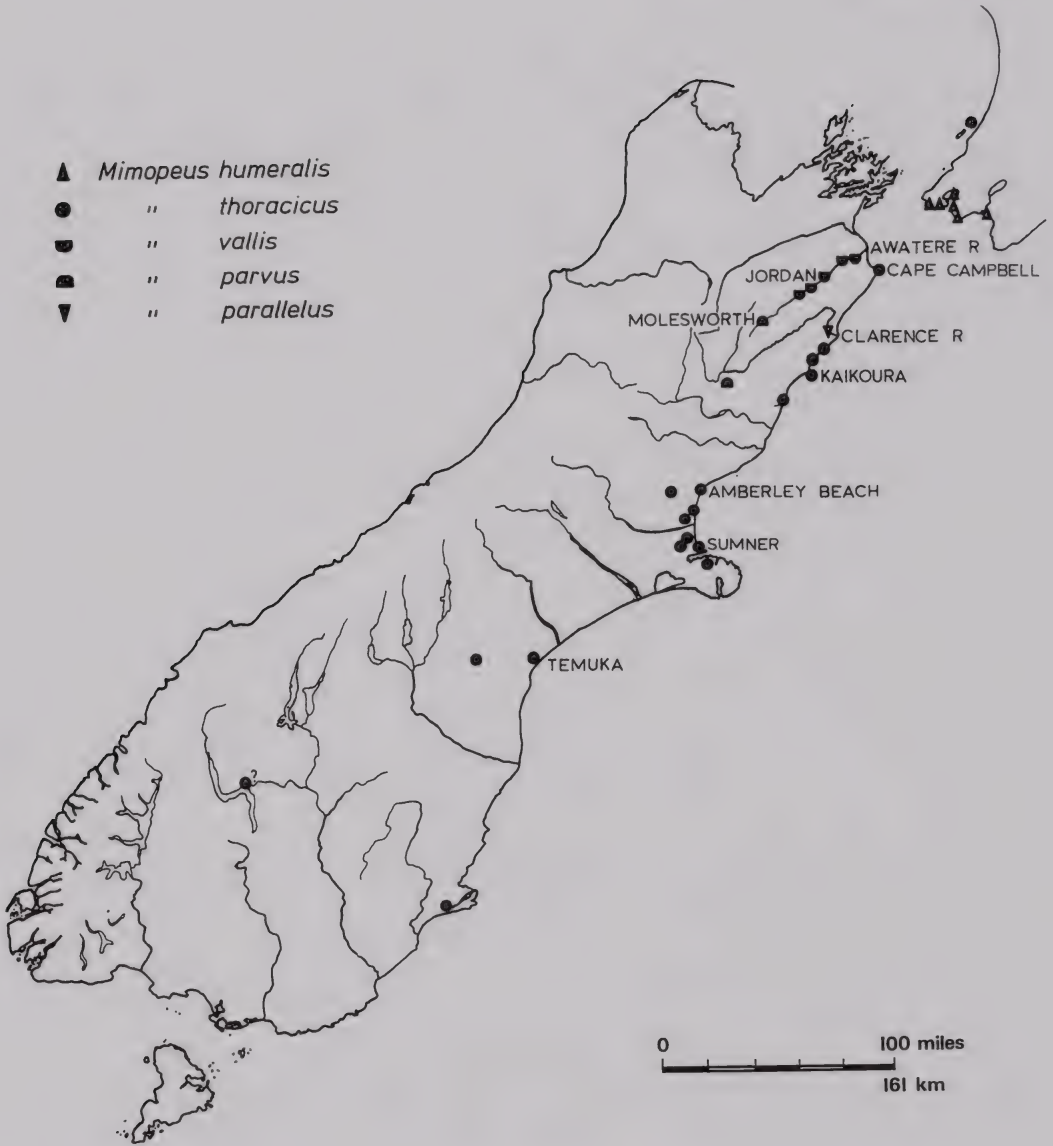 Mimopeus humeralis
" thoracicus
" vallis
" parvus
" parallelus
AWATERE R
CAPE CAMPBELL
JORDAN
MOLESWORTH
CLARENCE R
KAIKOURA
AMBERLEY BEACH
SUMNER
TEMUKA
?
0 100 miles
161 km